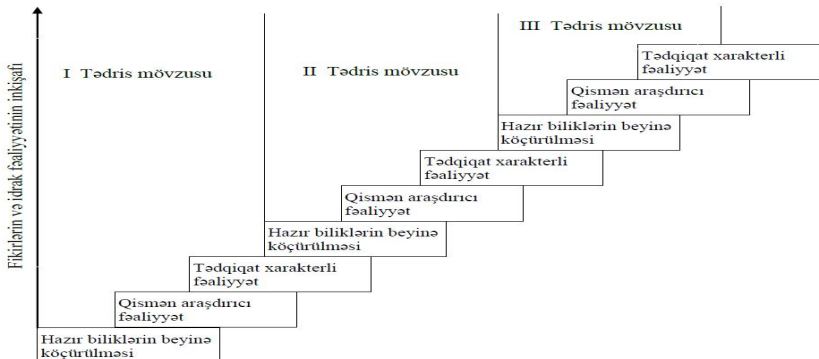 Fikirlərin və idrak fəaliyyətinin inkişafı
I Tədris mövzusu
II Tədris mövzusu
III Tədris mövzusu
Tədqiqat xarakterli
fəaliyyət
Qismən araşdırıcı
fəaliyyət
Hazır biliklərin beyinə
köçürülməsi
Tədqiqat xarakterli
fəaliyyət
Qismən araşdırıcı
fəaliyyət
Hazır biliklərin beyinə
köçürülməsi
Tədqiqat xarakterli
fəaliyyət
Qismən araşdırıcı
fəaliyyət
Hazır biliklərin beyinə
köçürülməsi